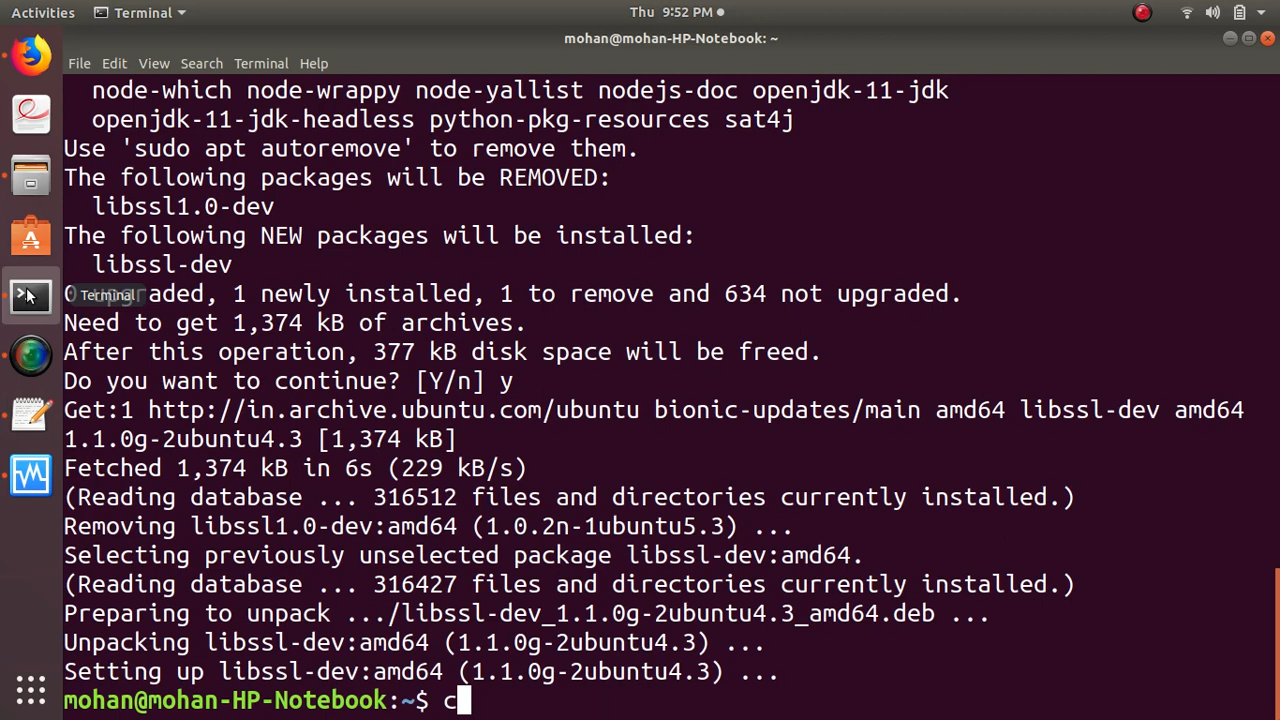 Activities Terminal Thu 9:52 PM
mohan@mohan-HP-Notebook: ~
File Edit View Search Terminal Help
node-which node-wrappy node-yallist nodejs-doc openjdk-11-jdk
openjdk-11-jdk-headless python-pkg-resources sat4j
Use 'sudo apt autoremove' to remove them.
The following packages will be REMOVED:
libssl1.0-dev
The following NEW packages will be installed:
libssl-dev
Terminal
0 upgraded, 1 newly installed, 1 to remove and 634 not upgraded.
Need to get 1,374 kB of archives.
After this operation, 377 kB disk space will be freed.
Do you want to continue? [Y/n] y
Get:1 http://in.archive.ubuntu.com/ubuntu bionic-updates/main amd64 libssl-dev amd64
1.1.0g-2ubuntu4.3 [1,374 kB]
Fetched 1,374 kB in 6s (229 kB/s)
(Reading database ... 316512 files and directories currently installed.)
Removing libssl1.0-dev:amd64 (1.0.2n-1ubuntu5.3) ...
Selecting previously unselected package libssl-dev:amd64.
(Reading database ... 316427 files and directories currently installed.)
Preparing to unpack .../libssl-dev_1.1.0g-2ubuntu4.3_amd64.deb ...
Unpacking libssl-dev:amd64 (1.1.0g-2ubuntu4.3) ...
Setting up libssl-dev:amd64 (1.1.0g-2ubuntu4.3) ...
mohan@mohan-HP-Notebook:~$ c